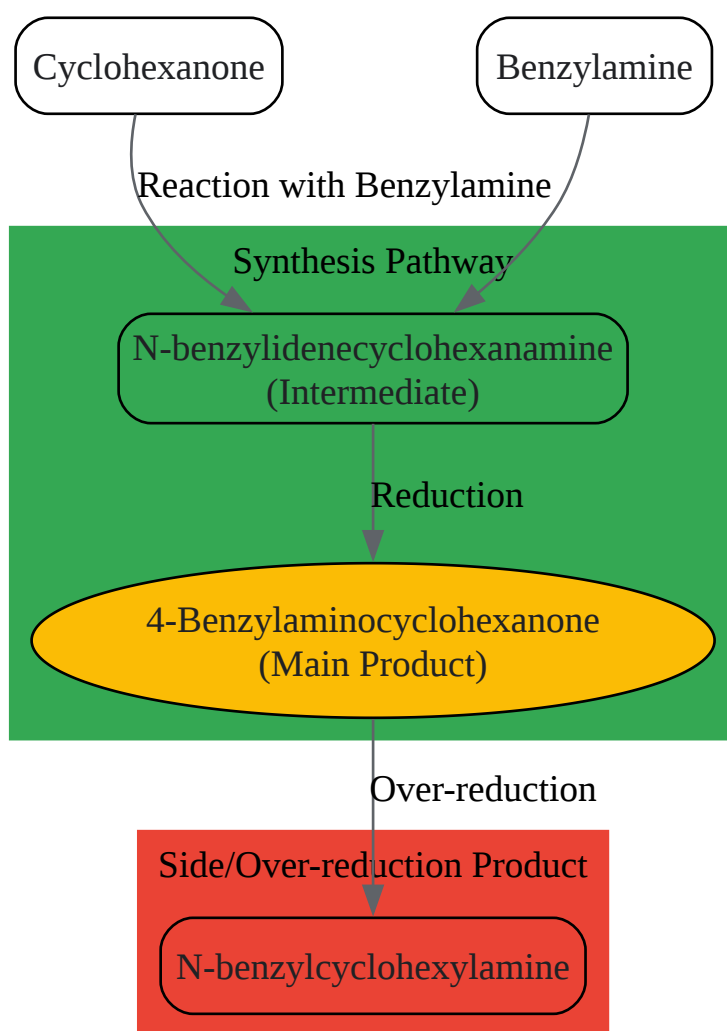 Cyclohexanone
Benzylamine
Reaction with Benzylamine
Synthesis Pathway
N-benzylidenecyclohexanamine
(Intermediate)
Reduction
4-Benzylaminocyclohexanone
(Main Product)
Over-reduction
Side/Over-reduction Product
N-benzylcyclohexylamine